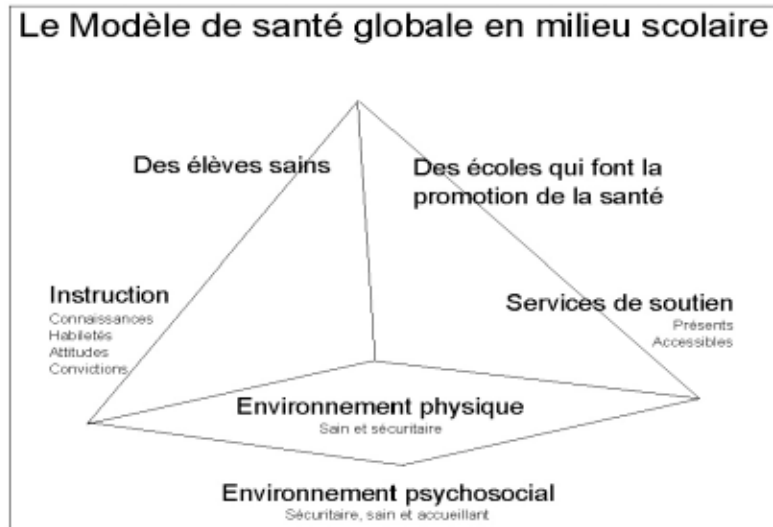 Le Modèle de santé globale en milieu scolaire
Des élèves sains
Des écoles qui font la
promotion de la santé
Instruction
Connaissances
Habiletés
Attitudes
Convictions
Services de soutien
Présents
Accessibles
Environnement physique
Sain et sécuritaire
Environnement psychosocial
Sécuritaire, sain et accueillant